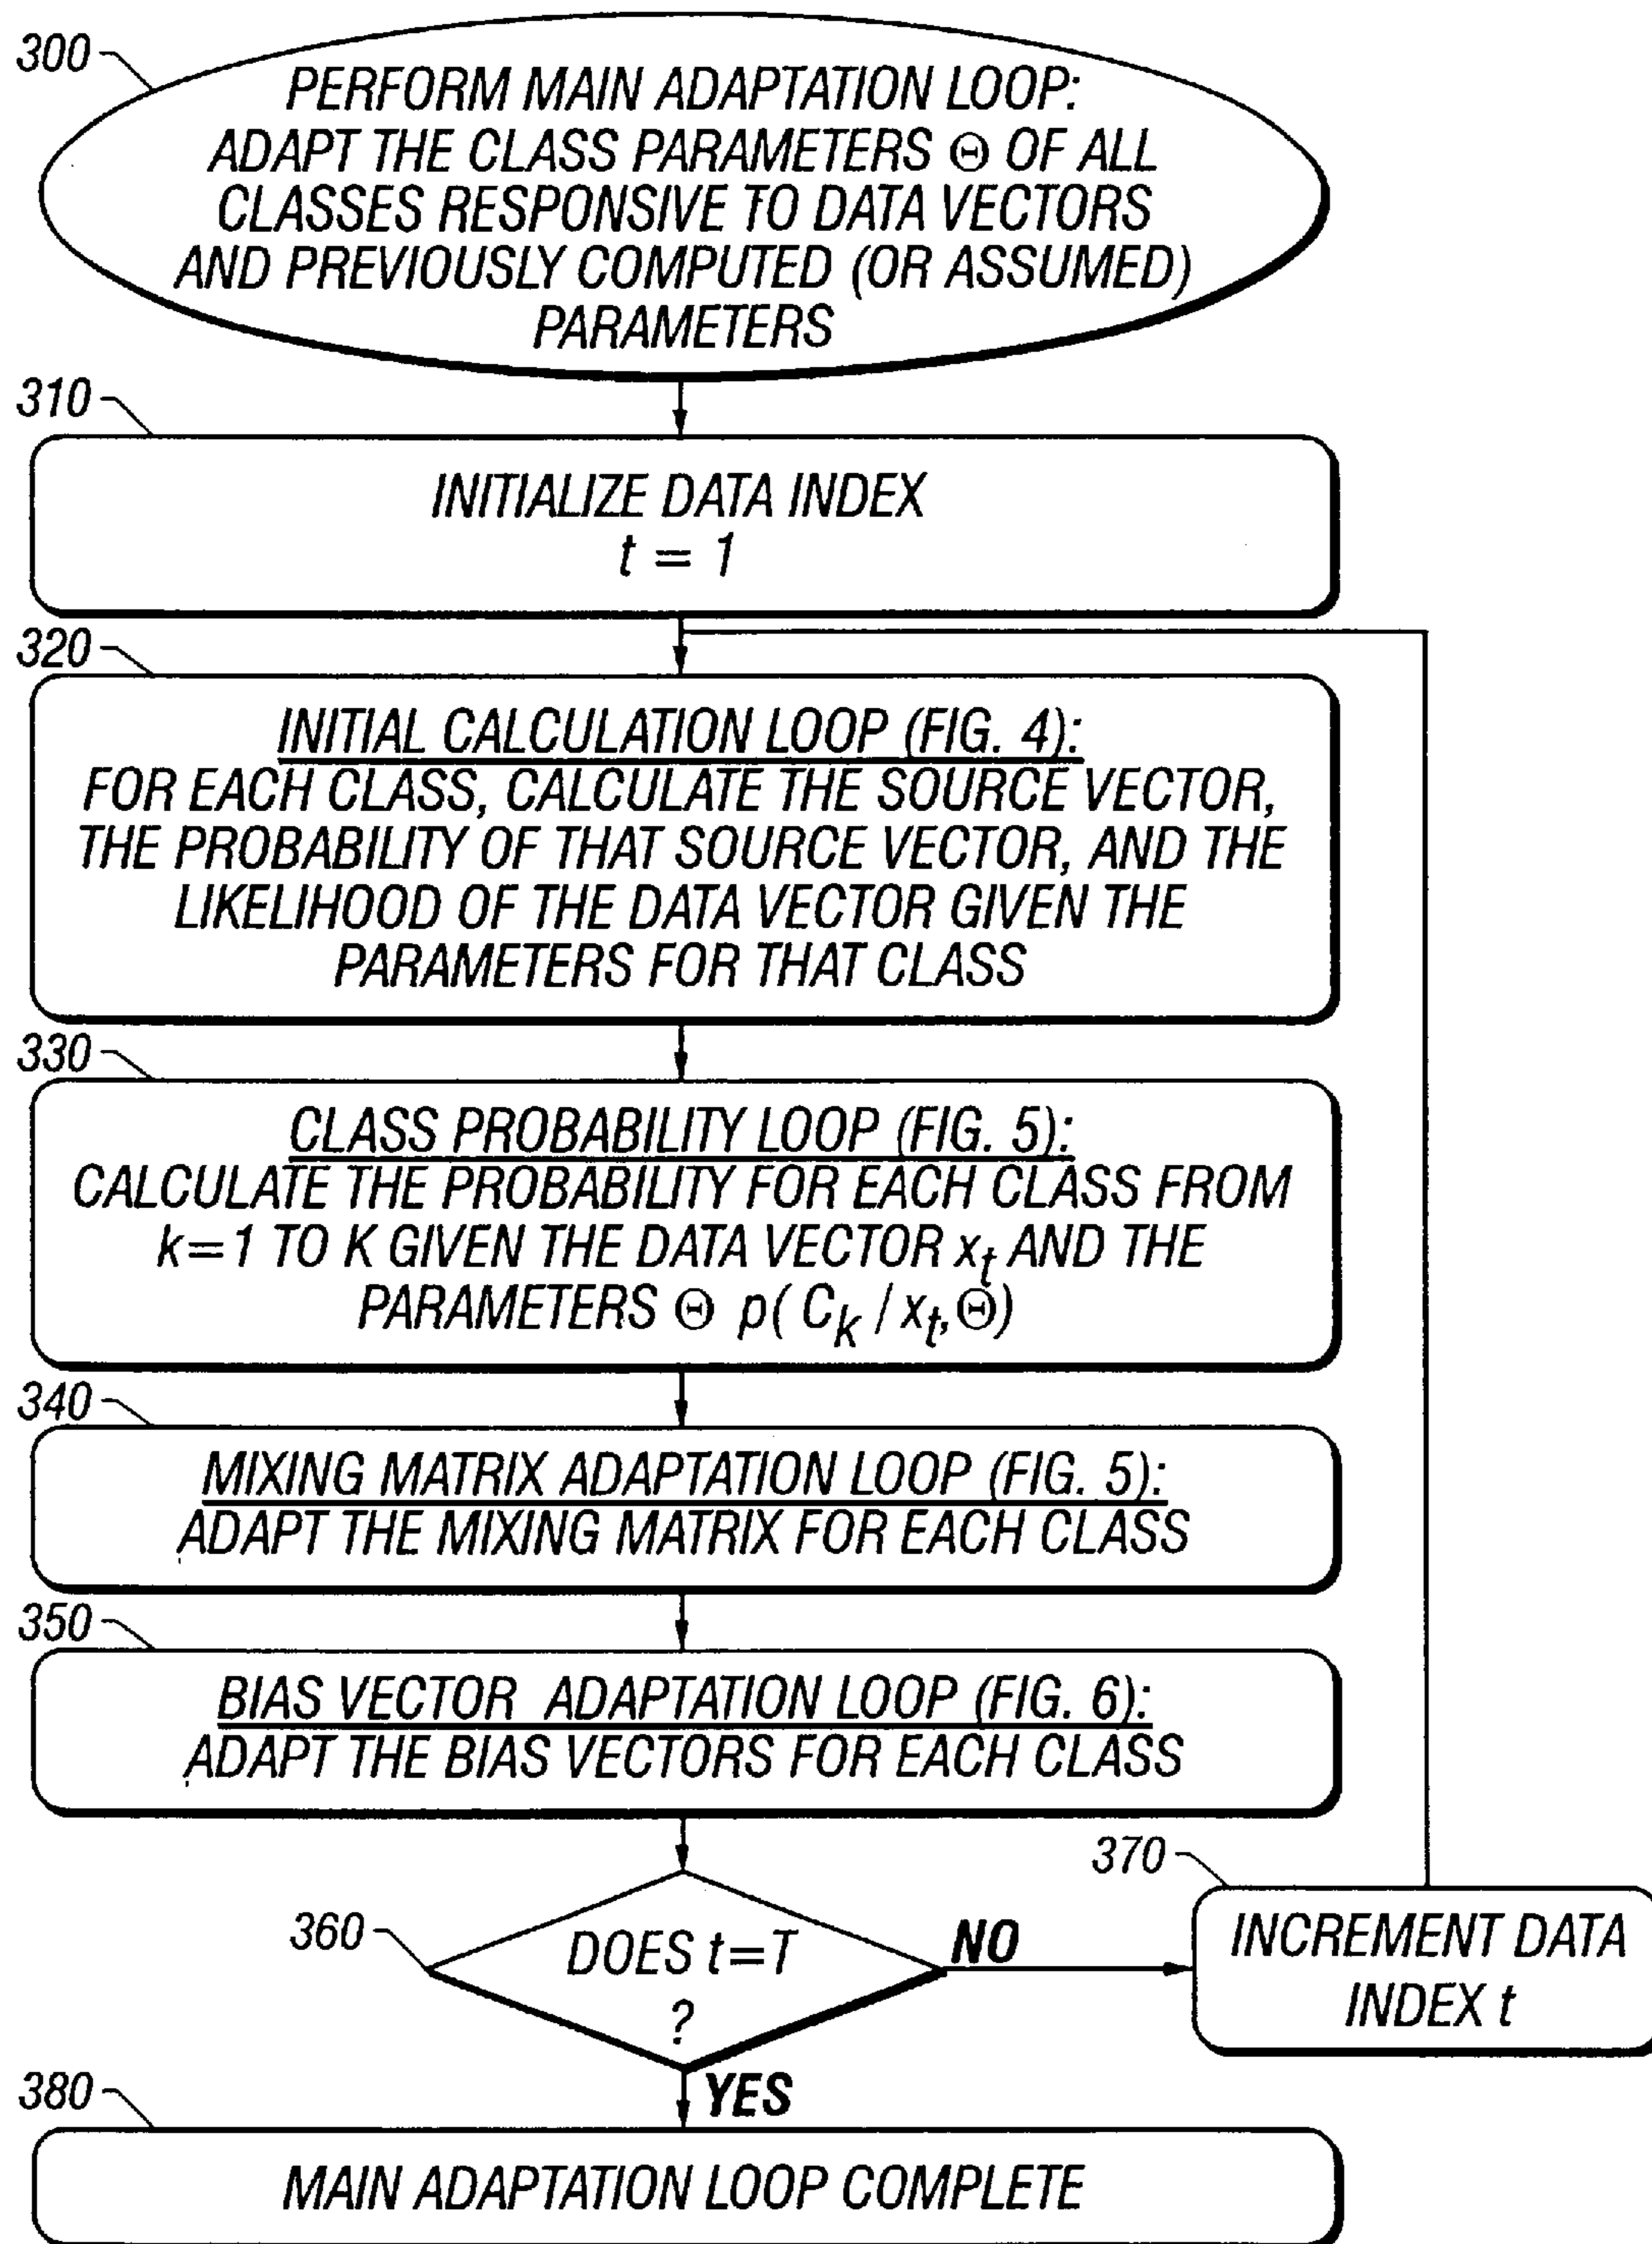 300
PERFORM MAIN ADAPTATION LOOP:
ADAPT THE CLASS PARAMETERS Θ OF ALL
CLASSES RESPONSIVE TO DATA VECTORS
AND PREVIOUSLY COMPUTED (OR ASSUMED)
PARAMETERS
310
INITIALIZE DATA INDEX
t = 1
320
INITIAL CALCULATION LOOP (FIG. 4):
FOR EACH CLASS, CALCULATE THE SOURCE VECTOR,
THE PROBABILITY OF THAT SOURCE VECTOR, AND THE
LIKELIHOOD OF THE DATA VECTOR GIVEN THE
PARAMETERS FOR THAT CLASS
330
CLASS PROBABILITY LOOP (FIG. 5):
CALCULATE THE PROBABILITY FOR EACH CLASS FROM
k=1 TO K GIVEN THE DATA VECTOR x_t AND THE
PARAMETERS Θ p( C_k / x_t, Θ)
340
MIXING MATRIX ADAPTATION LOOP (FIG. 5):
ADAPT THE MIXING MATRIX FOR EACH CLASS
350
BIAS VECTOR ADAPTATION LOOP (FIG. 6):
ADAPT THE BIAS VECTORS FOR EACH CLASS
360
DOES t=T
?
NO
370
INCREMENT DATA
INDEX t
YES
380
MAIN ADAPTATION LOOP COMPLETE